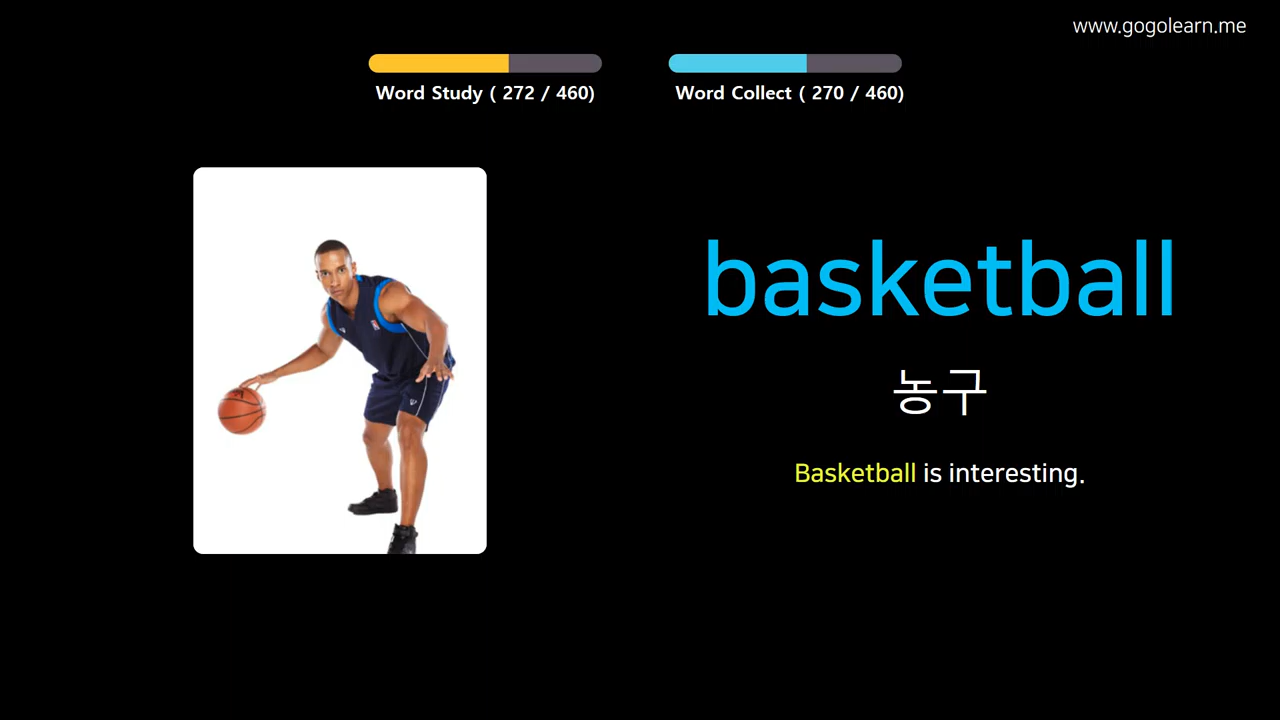 www.gogolearn.me
Word Study ( 272 / 460)
Word Collect ( 270 / 460)
basketball
농구
Basketball is interesting.